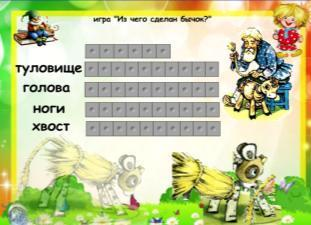 игра "Из чего сделан бычок?"
туловище
голова
ноги
хвост